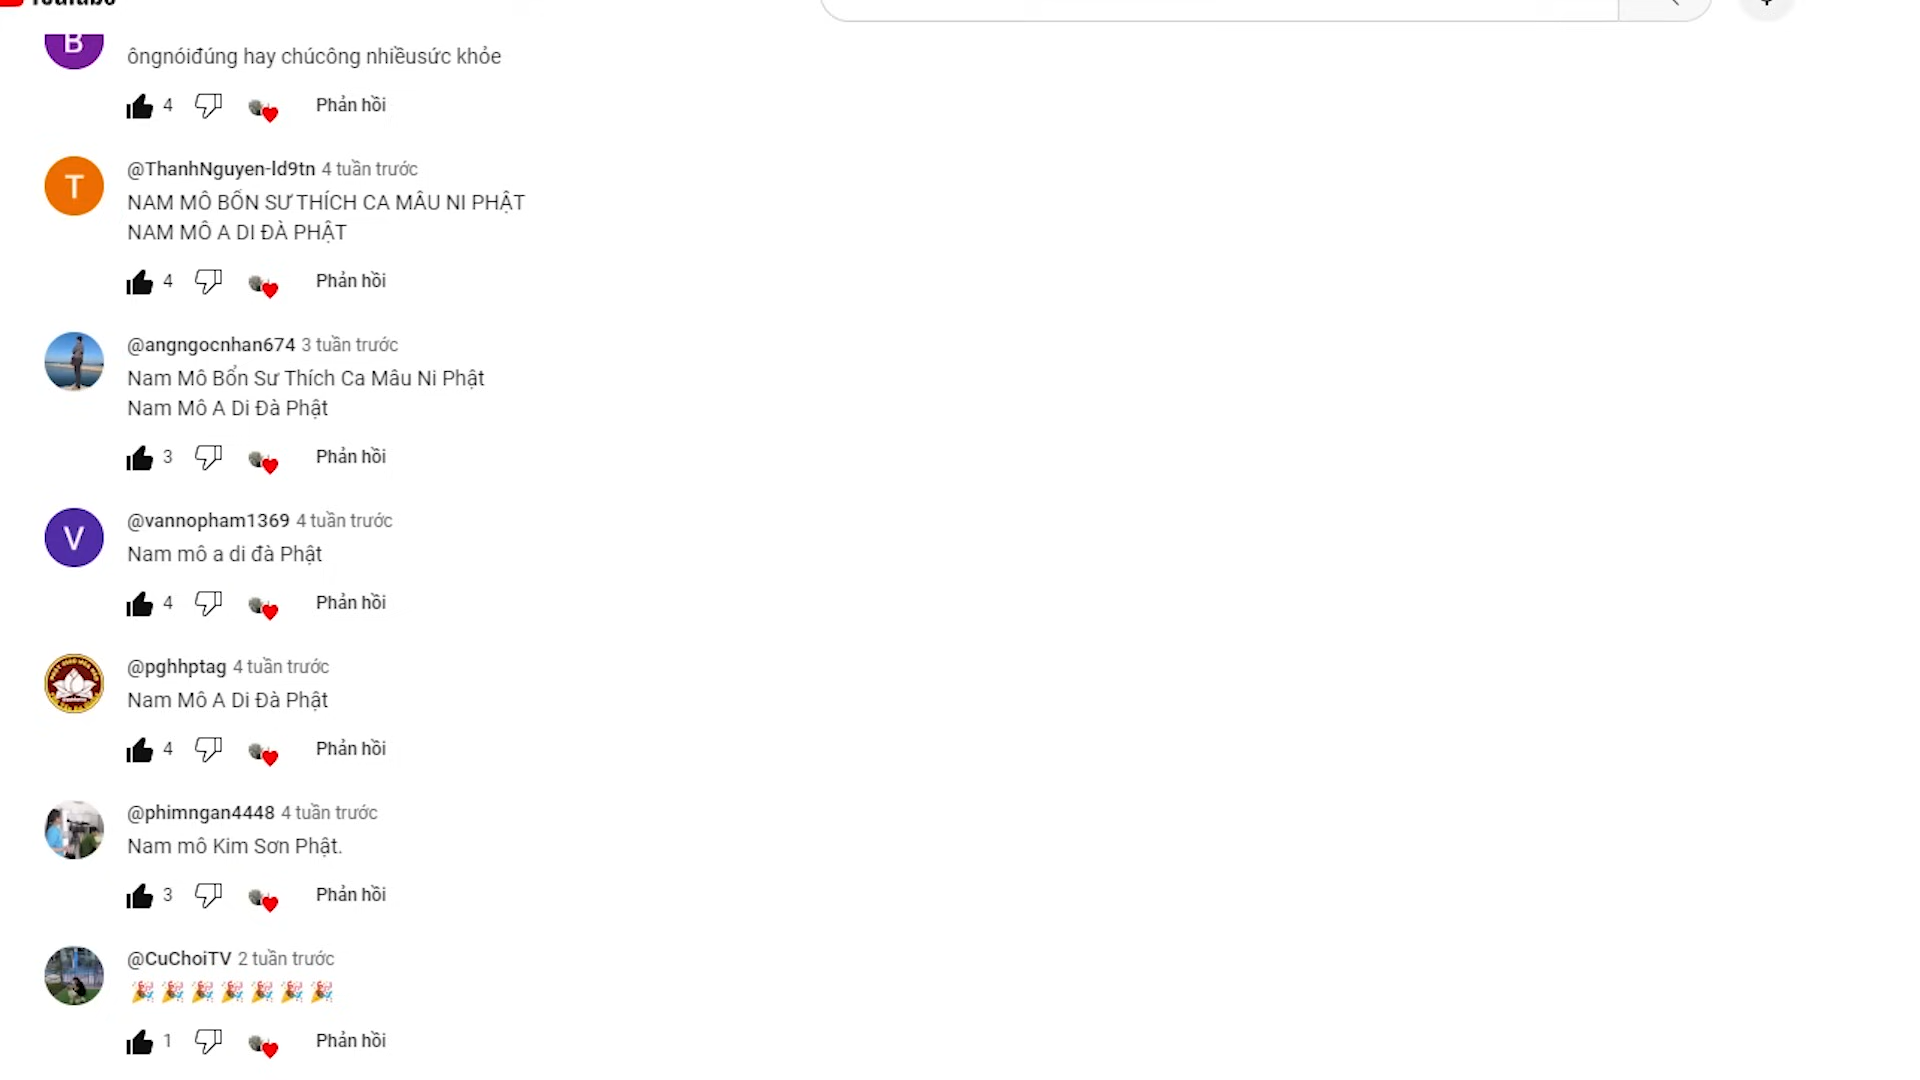 YouTube
B
ôngnóiđúng hay chúcông nhiềusức khỏe
4 Phản hồi
T
@ThanhNguyen-ld9tn 4 tuần trước
NAM MÔ BỔN SƯ THÍCH CA MÂU NI PHẬT
NAM MÔ A DI ĐÀ PHẬT
4 Phản hồi
@angngocnhan674 3 tuần trước
Nam Mô Bổn Sư Thích Ca Mâu Ni Phật
Nam Mô A Di Đà Phật
3 Phản hồi
V
@vannopham1369 4 tuần trước
Nam mô a di đà Phật
4 Phản hồi
@pghhptag 4 tuần trước
Nam Mô A Di Đà Phật
4 Phản hồi
@phimngan4448 4 tuần trước
Nam mô Kim Sơn Phật.
3 Phản hồi
@CuChoiTV 2 tuần trước
🎉🎉🎉🎉🎉🎉🎉
1 Phản hồi